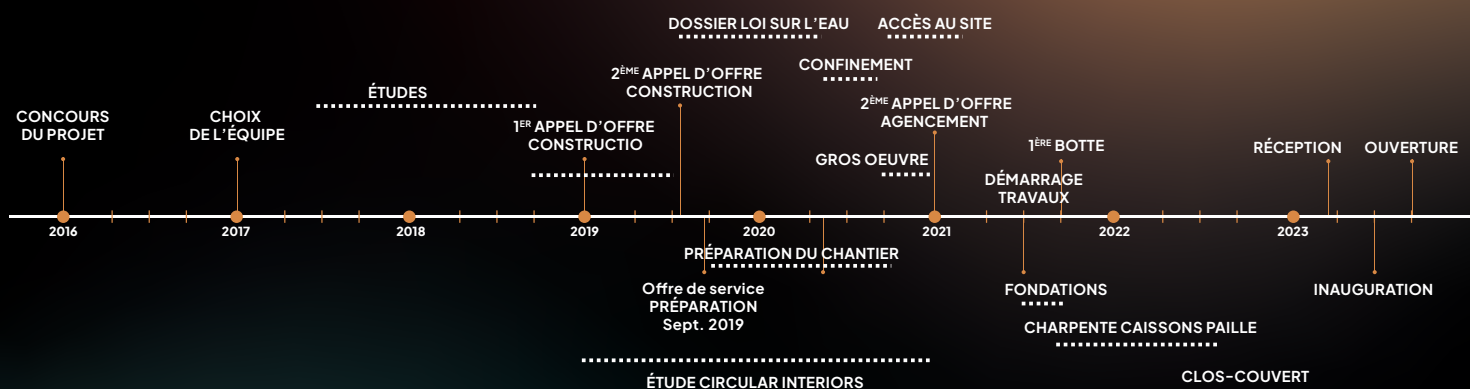 DOSSIER LOI SUR L’EAU
ACCÈS AU SITE
CONFINEMENT
2ÈME APPEL D’OFFRE
CONSTRUCTION
ÉTUDES
2ÈME APPEL D’OFFRE
AGENCEMENT
CONCOURS
DU PROJET
CHOIX
DE L’ÉQUIPE
1ER APPEL D’OFFRE
CONSTRUCTIO
1ÈRE BOTTE
RÉCEPTION
OUVERTURE
GROS OEUVRE
DÉMARRAGE
TRAVAUX
2016
2017
2018
2019
2020
2021
2022
2023
PRÉPARATION DU CHANTIER
Offre de service
PRÉPARATION
Sept. 2019
FONDATIONS
INAUGURATION
CHARPENTE CAISSONS PAILLE
ÉTUDE CIRCULAR INTERIORS
CLOS-COUVERT